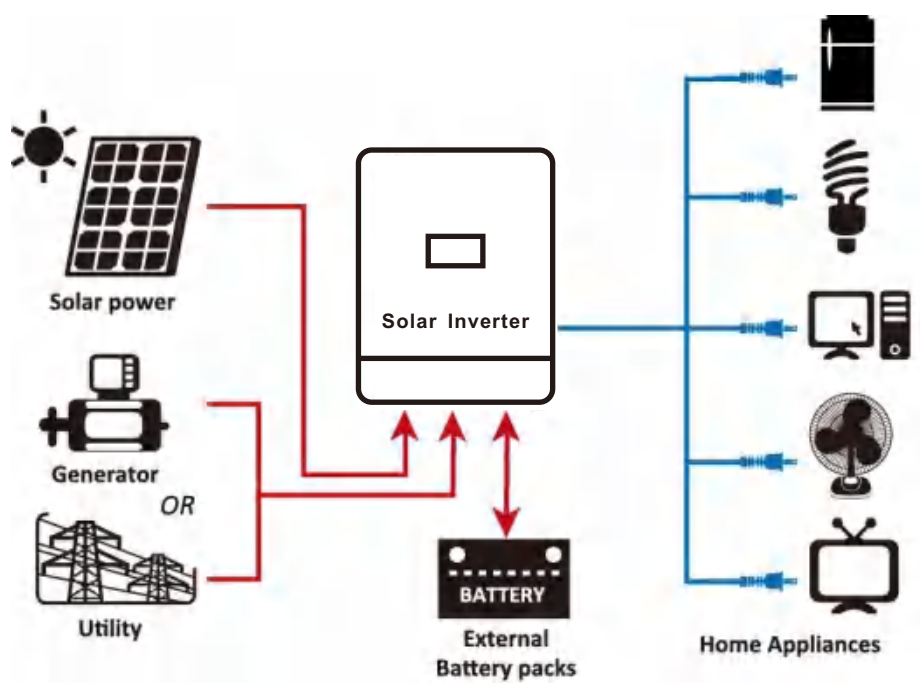 Solar power
Solar Inverter
Generator
OR
Utility
BATTERY
External
Battery packs
Home Appliances